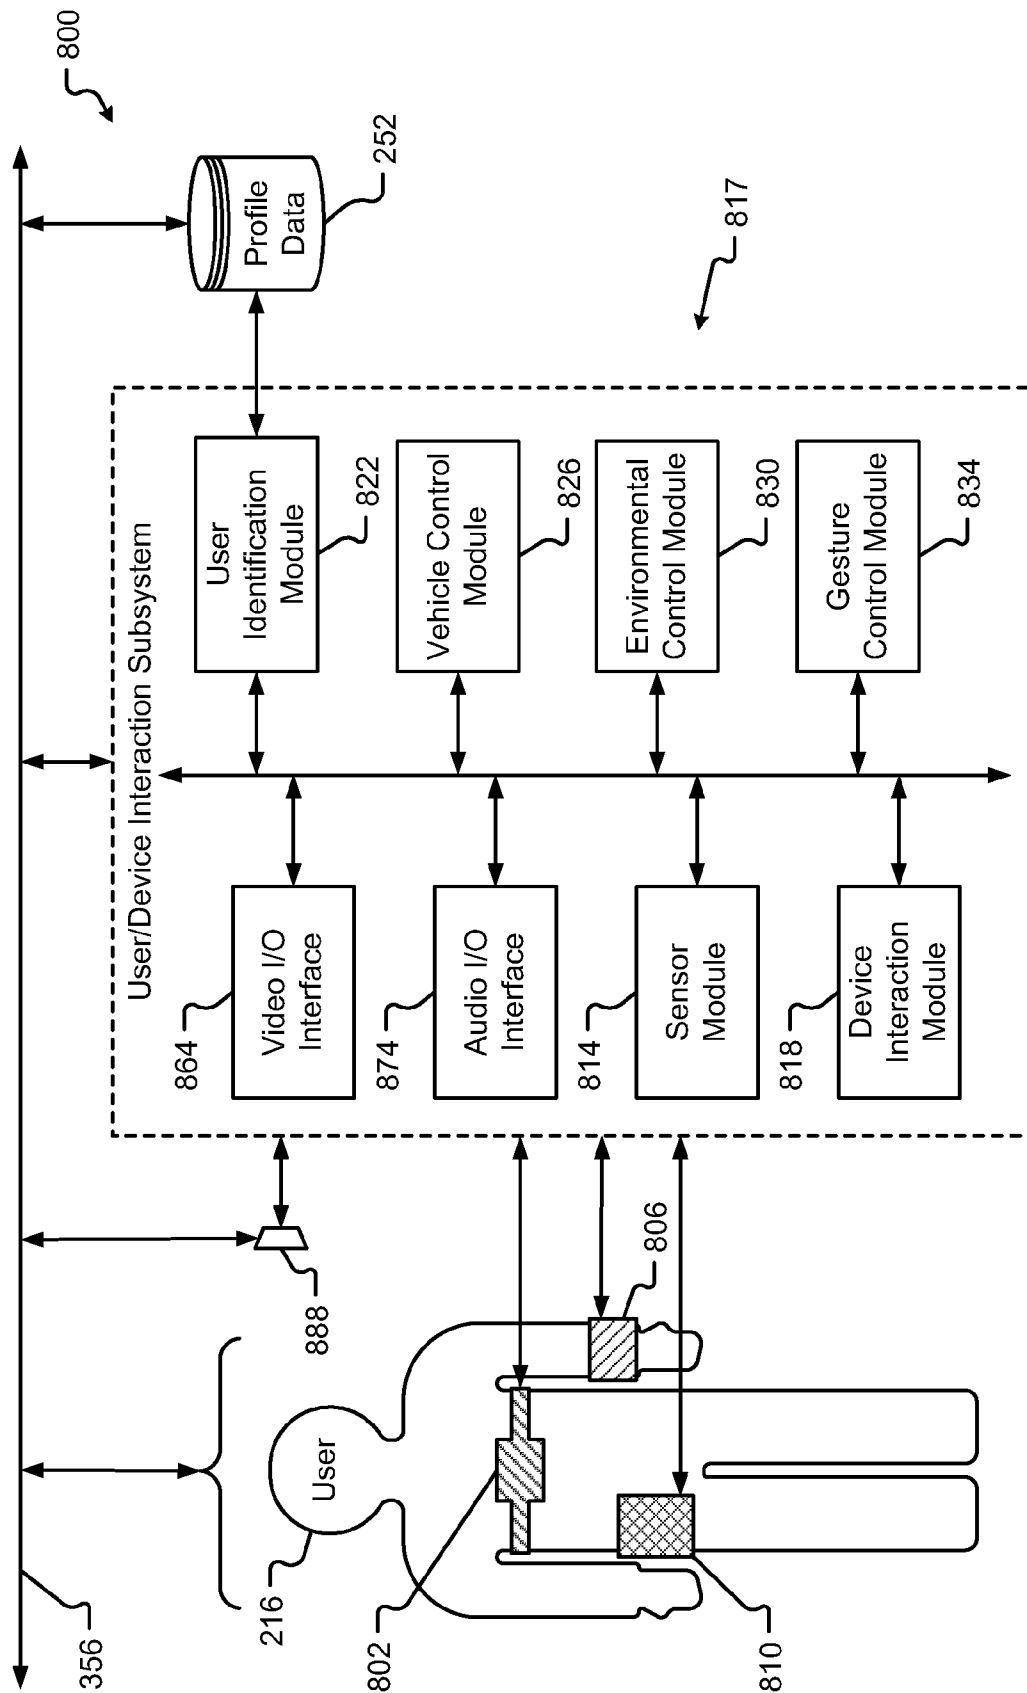 800
356
216
User
802
810
806
888
User/Device Interaction Subsystem
864
Video I/O
Interface
874
Audio I/O
Interface
814
Sensor
Module
818
Device
Interaction
Module
User
Identification
Module
822
Vehicle Control
Module
826
Environmental
Control Module
830
Gesture
Control Module
834
Profile
Data
252
817